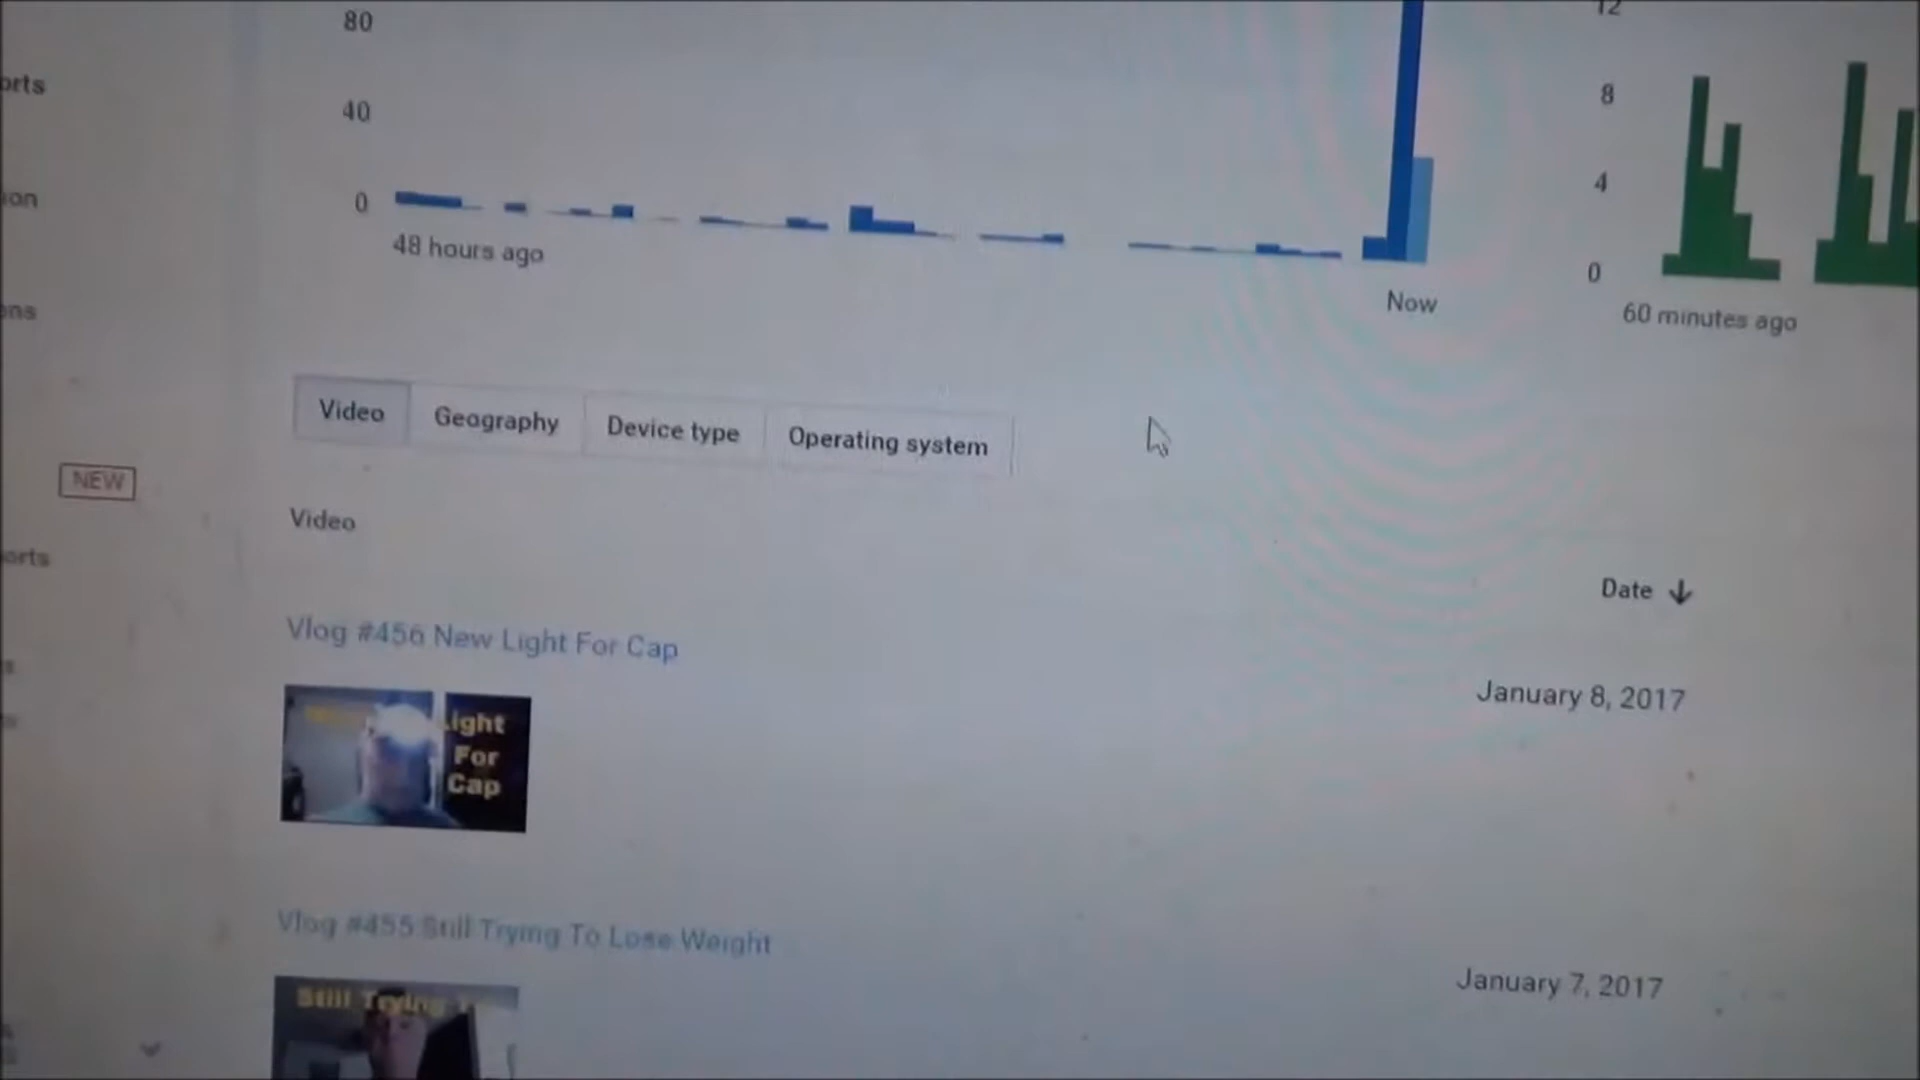 80
12
orts
40
8
ion
0
4
48 hours ago
0
Now
60 minutes ago
ons
Video
Geography
Device type
Operating system
NEW
Video
orts
Date
Vlog #456 New Light For Cap
January 8, 2017
ight
For
Cap
Vlog #455 Still Trying To Lose Weight
January 7, 2017
Still Trying